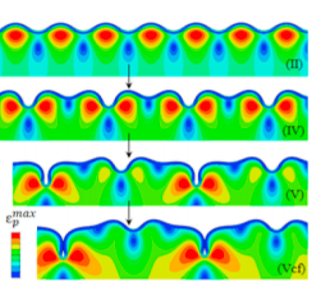 (II)
(IV)
(V)
ε_p^max
(Vcf)